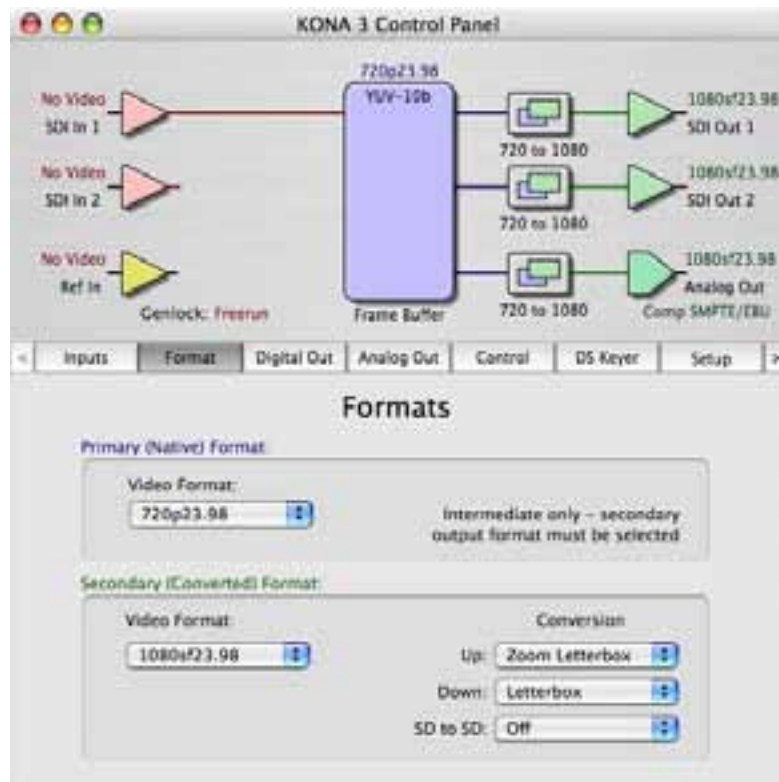 KONA 3 Control Panel
720p23.98
YUV-10b
No Video
SDI In 1
720 to 1080
1080sf23.98
SDI Out 1
No Video
SDI In 2
720 to 1080
1080sf23.98
SDI Out 2
No Video
Ref In
Genlock: Freerun
Frame Buffer
720 to 1080
1080sf23.98
Analog Out
Comp SMPTE/EBU
< Inputs Format Digital Out Analog Out Control DS Keyer Setup >
Formats
Primary (Native) Format:
Video Format:
720p23.98
Intermediate only – secondary
output format must be selected
Secondary (Converted) Format:
Video Format:
1080sf23.98
Conversion
Up: Zoom Letterbox
Down: Letterbox
SD to SD: Off